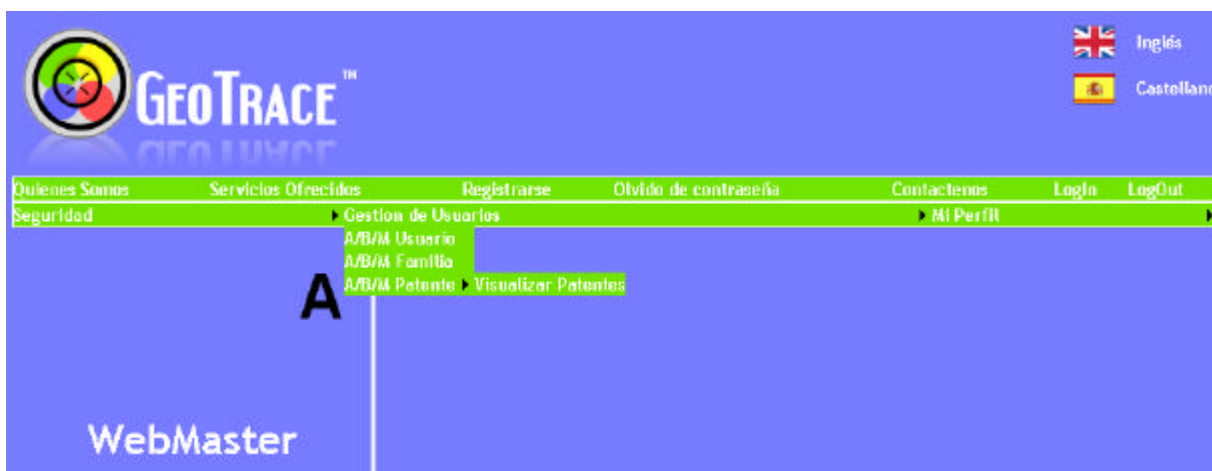 Inglés
GEOTRACE™
Castellano
Quienes Somos Servicios Ofrecidos Registrarse Olvido de contraseña Contactenos LogIn LogOut
Seguridad Gestion de Usuarios Mi Perfil
A/B/M Usuario
A/B/M Familia
A/B/M Patente Visualizar Patentes
A
WebMaster